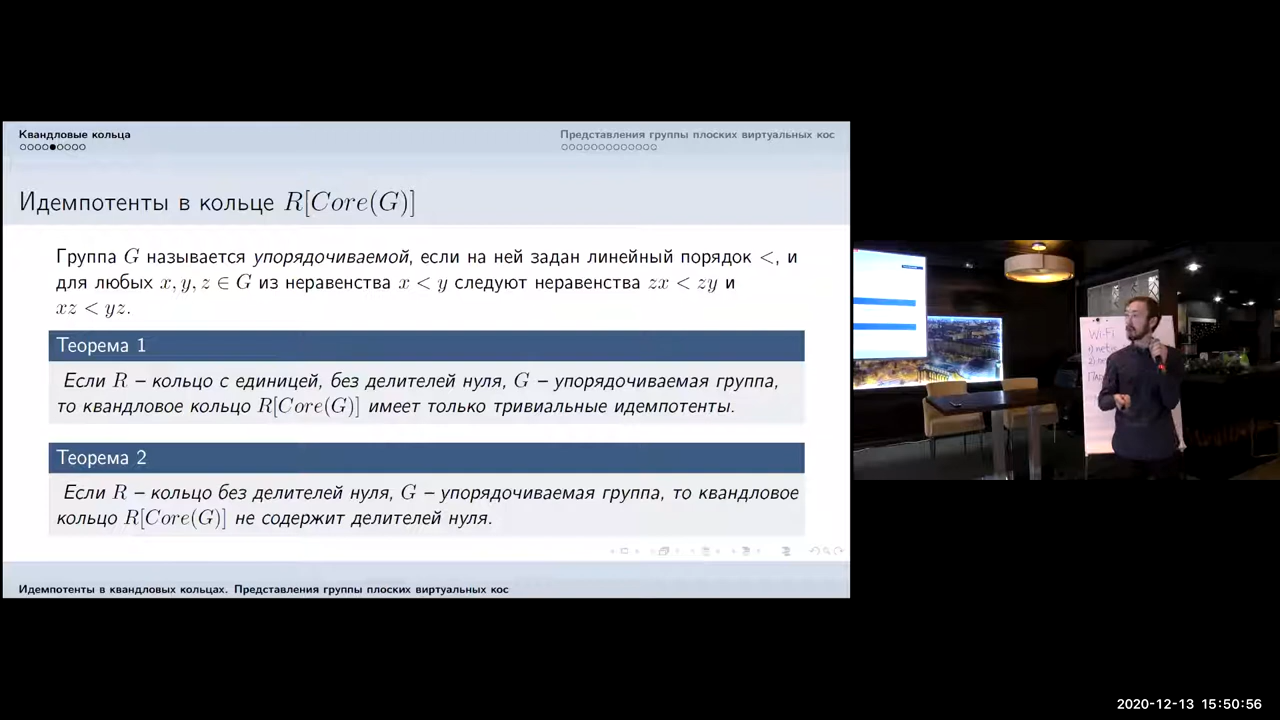 Квандловые кольца
Представления группы плоских виртуальных кос
Идемпотенты в кольце R[Core(G)]
Группа G называется упорядочиваемой, если на ней задан линейный порядок <, и
для любых x, y, z ∈ G из неравенства x < y следуют неравенства zx < zy и
xz < yz.
Теорема 1
Если R – кольцо с единицей, без делителей нуля, G – упорядочиваемая группа,
то квандловое кольцо R[Core(G)] имеет только тривиальные идемпотенты.
Теорема 2
Если R – кольцо без делителей нуля, G – упорядочиваемая группа, то квандловое
кольцо R[Core(G)] не содержит делителей нуля.
Идемпотенты в квандловых кольцах. Представления группы плоских виртуальных кос
Wi-Fi
2020-12-13 15:50:56